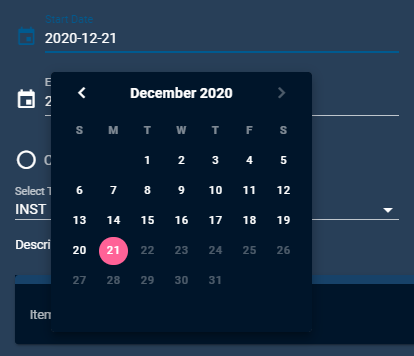 Start Date
2020-12-21
December 2020
S M T W T F S
1 2 3 4 5
6 7 8 9 10 11 12
13 14 15 16 17 18 19
20 21 22 23 24 25 26
27 28 29 30 31
Select T
INST
Descri
Item